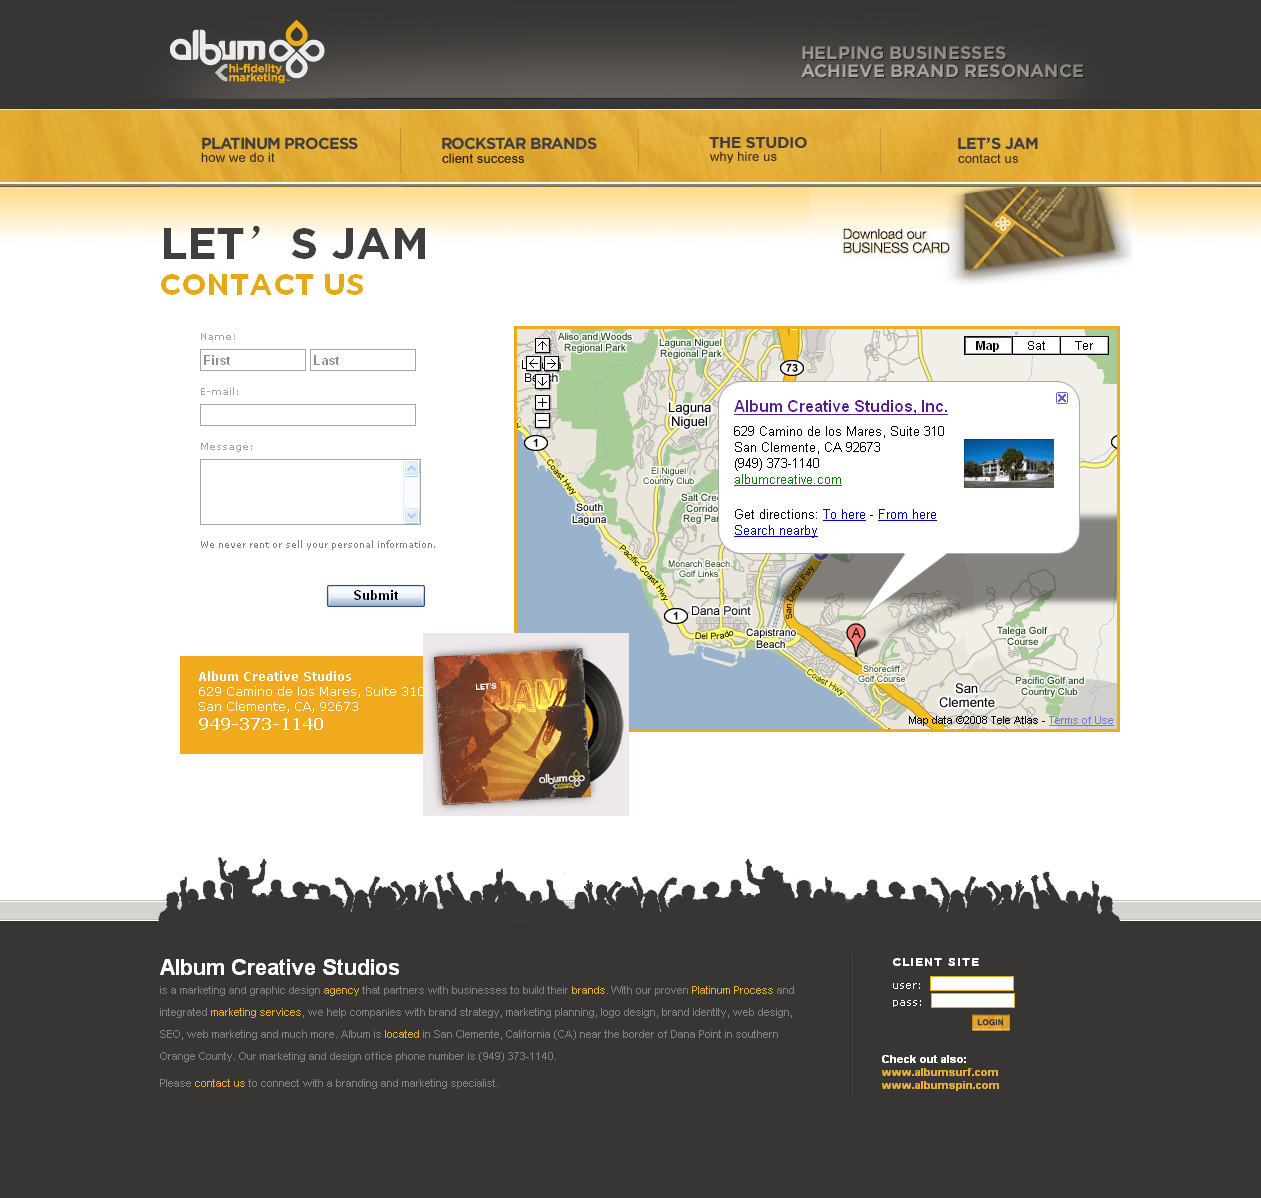 album
hi-fidelity
marketing
HELPING BUSINESSES
ACHIEVE BRAND RESONANCE
PLATINUM PROCESS
how we do it
ROCKSTAR BRANDS
client success
THE STUDIO
why hire us
LET'S JAM
contact us
LET’S JAM
CONTACT US
Download our
BUSINESS CARD
Name:
First
Last
E-mail:
Message:
We never rent or sell your personal information.
Submit
Aliso and Woods
Regional Park
Laguna Niguel
Regional Park
Map
Sat
Ter
73
Beach
Laguna
Niguel
1
Coast Hwy
El Niguel
Country Club
South
Laguna
Salt Cre
Corrid
Reg Par
Pacific Coast Hwy
Monarch Beach
Golf Links
1
Dana Point
Del Prado
Capistrano
Beach
San Diego Fwy
Coast Hwy
A
Shorecliff
Golf Course
Talega Golf
Course
Pacific Golf and
Country Club
San
Clemente
Album Creative Studios, Inc.
629 Camino de los Mares, Suite 310
San Clemente, CA 92673
(949) 373-1140
albumcreative.com
Get directions: To here - From here
Search nearby
Map data ©2008 Tele Atlas - Terms of Use
Album Creative Studios
629 Camino de los Mares, Suite 310
San Clemente, CA, 92673
949-373-1140
LET'S JAM
album
Album Creative Studios
is a marketing and graphic design agency that partners with businesses to build their brands. With our proven Platinum Process and
integrated marketing services, we help companies with brand strategy, marketing planning, logo design, brand identity, web design,
SEO, web marketing and much more. Album is located in San Clemente, California (CA) near the border of Dana Point in southern
Orange County. Our marketing and design office phone number is (949) 373-1140.
Please contact us to connect with a branding and marketing specialist.
CLIENT SITE
user:
pass:
LOGIN
Check out also:
www.albumsurf.com
www.albumspin.com